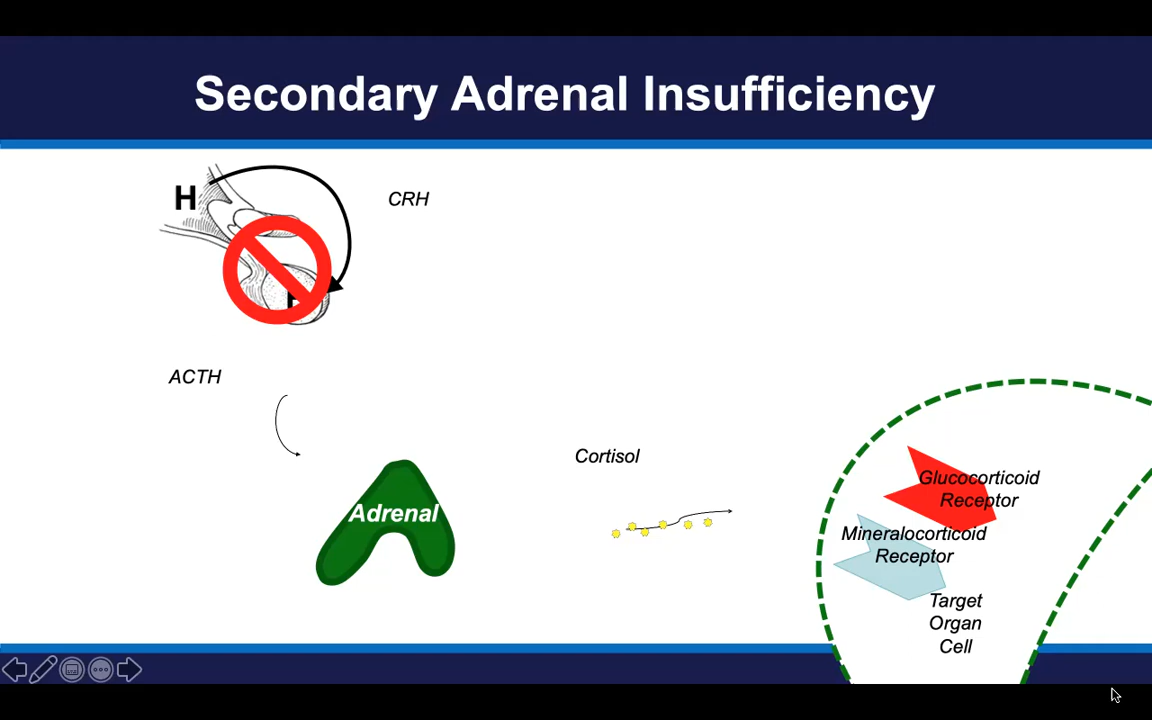 Secondary Adrenal Insufficiency
H
CRH
ACTH
Cortisol
Adrenal
Glucocorticoid
Receptor
Mineralocorticoid
Receptor
Target
Organ
Cell